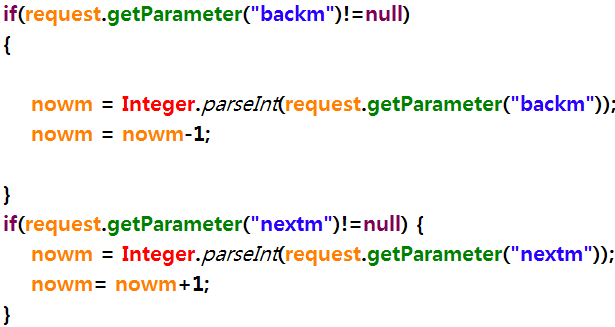 if(request.getParameter("backm")!=null)
{
nowm = Integer.parseInt(request.getParameter("backm"));
nowm = nowm-1;
}
if(request.getParameter("nextm")!=null) {
nowm = Integer.parseInt(request.getParameter("nextm"));
nowm= nowm+1;
}